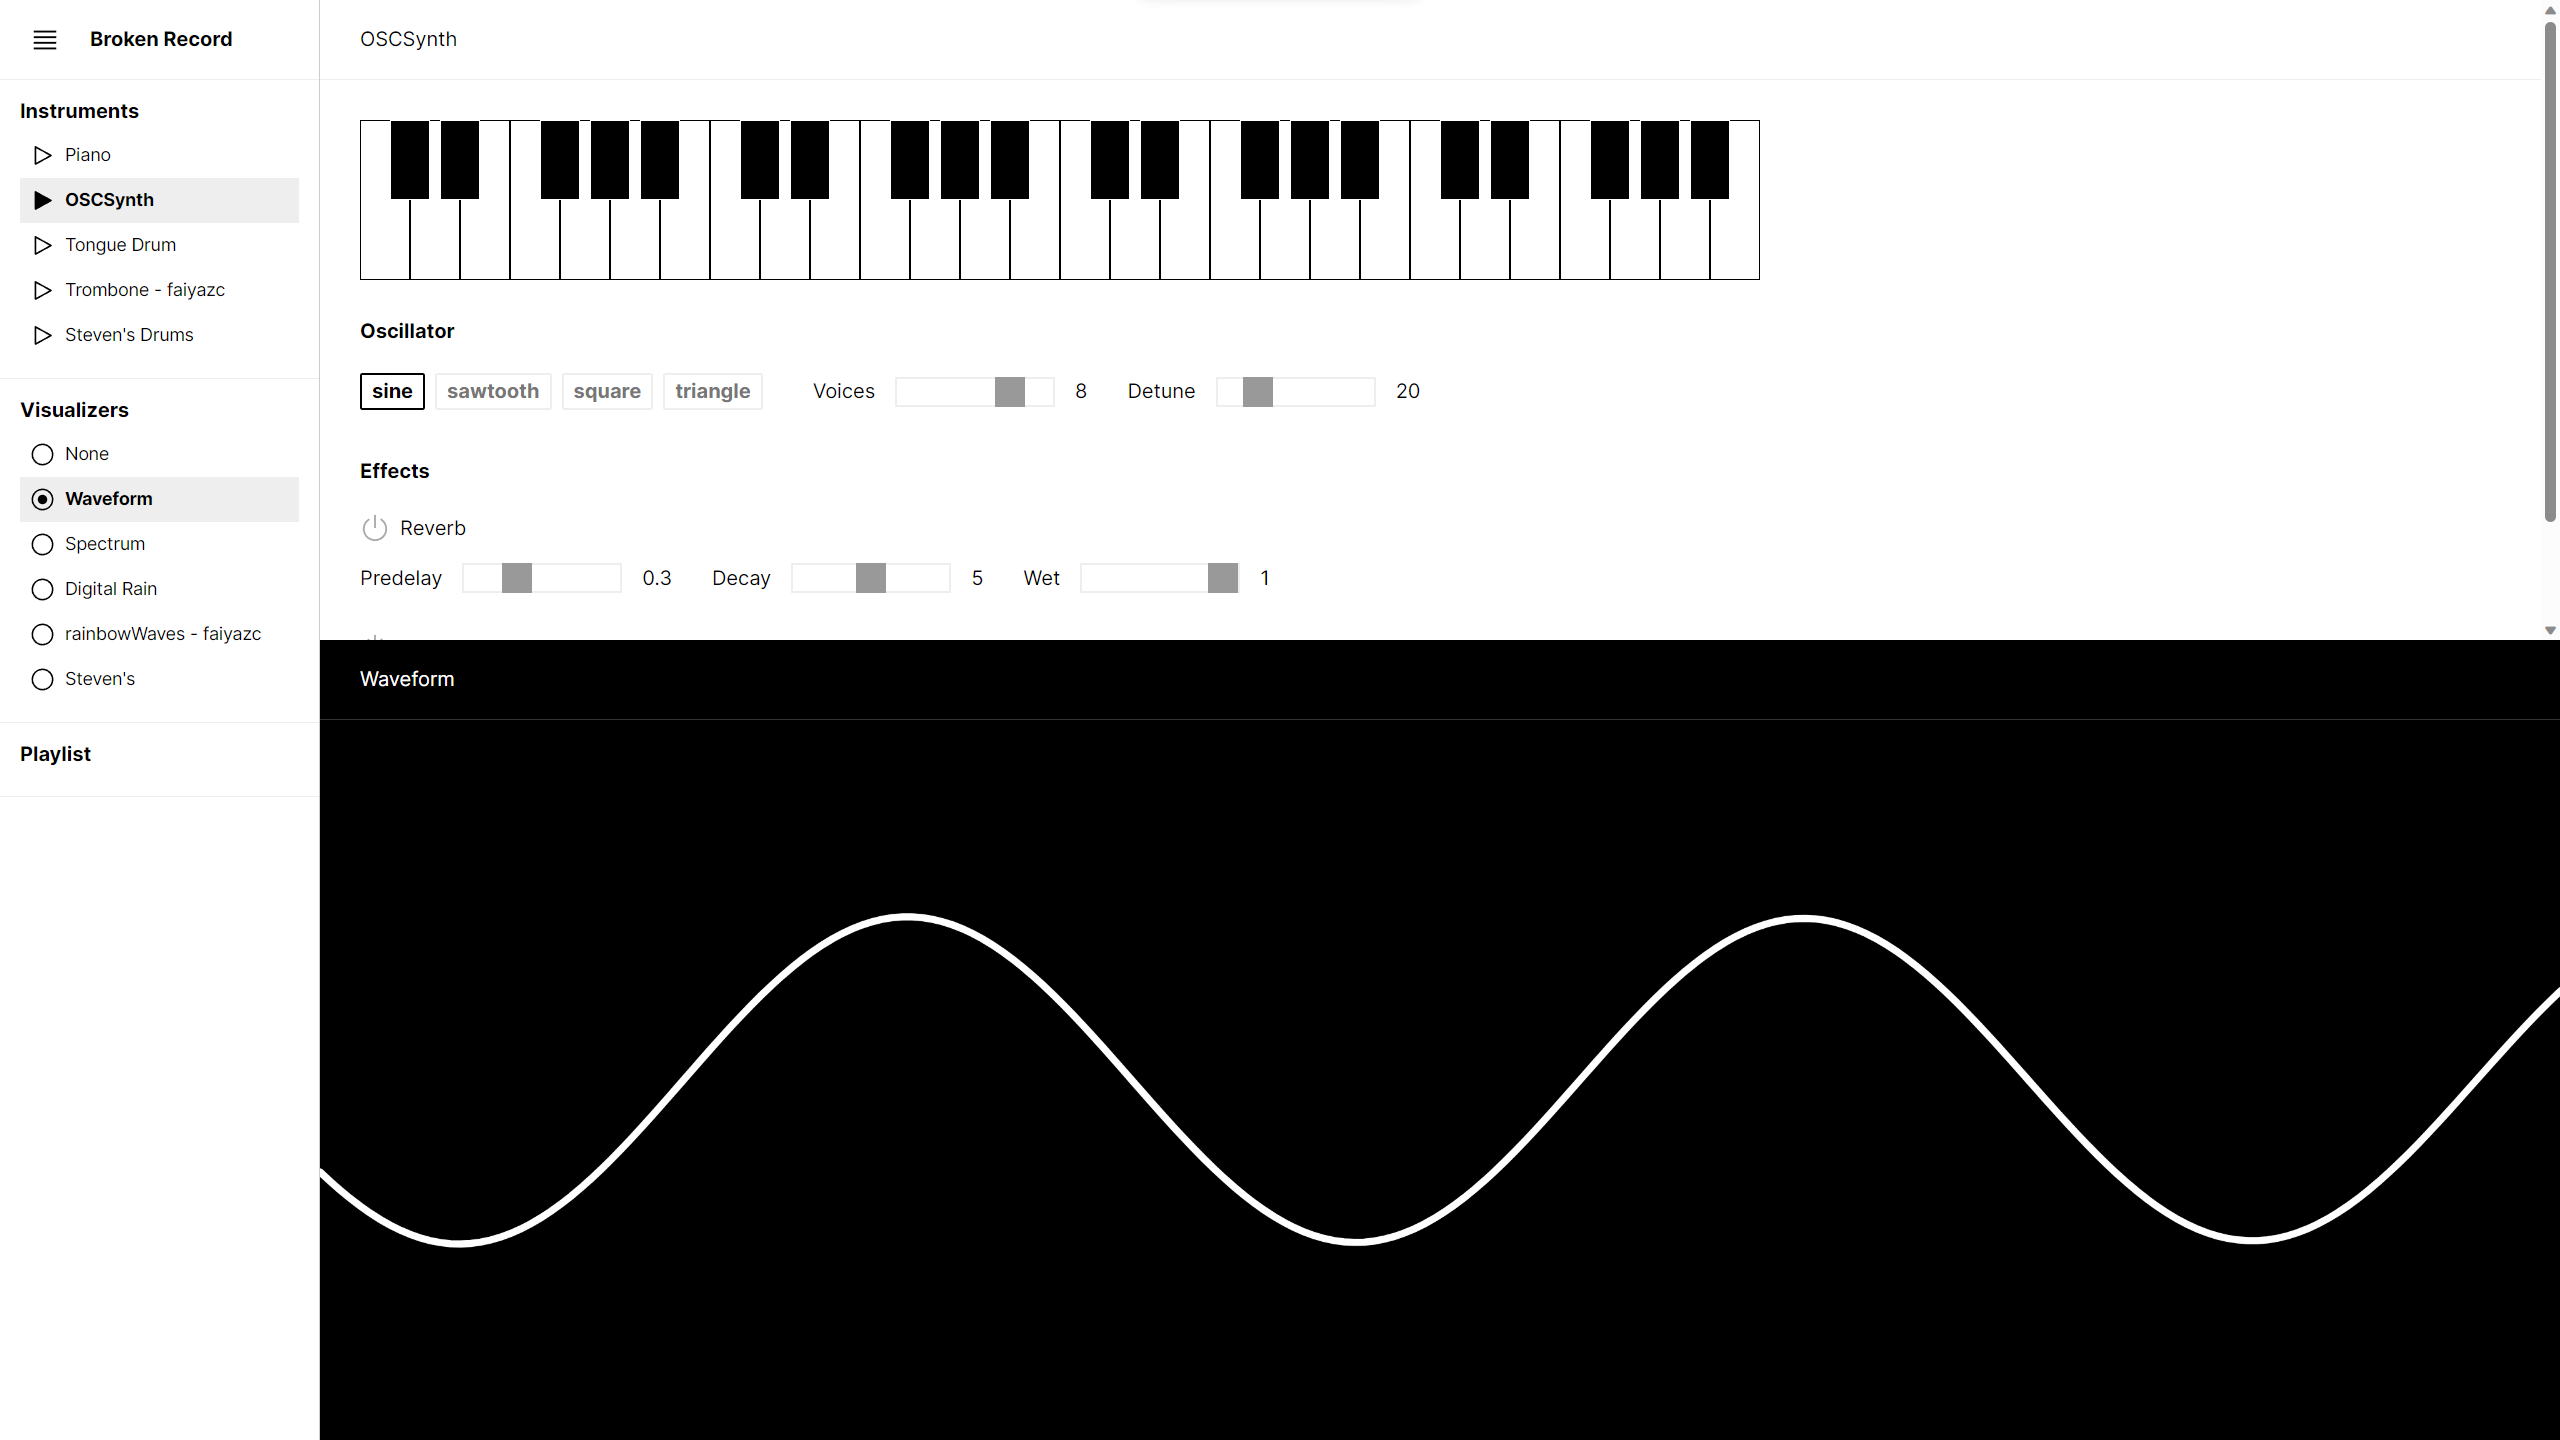 Broken Record
Instruments
Piano
OSCSynth
Tongue Drum
Trombone - faiyazc
Steven's Drums
Visualizers
None
Waveform
Spectrum
Digital Rain
rainbowWaves - faiyazc
Steven's
Playlist
OSCSynth
Oscillator
sine sawtooth square triangle Voices 8 Detune 20
Effects
Reverb
Predelay 0.3 Decay 5 Wet 1
Waveform